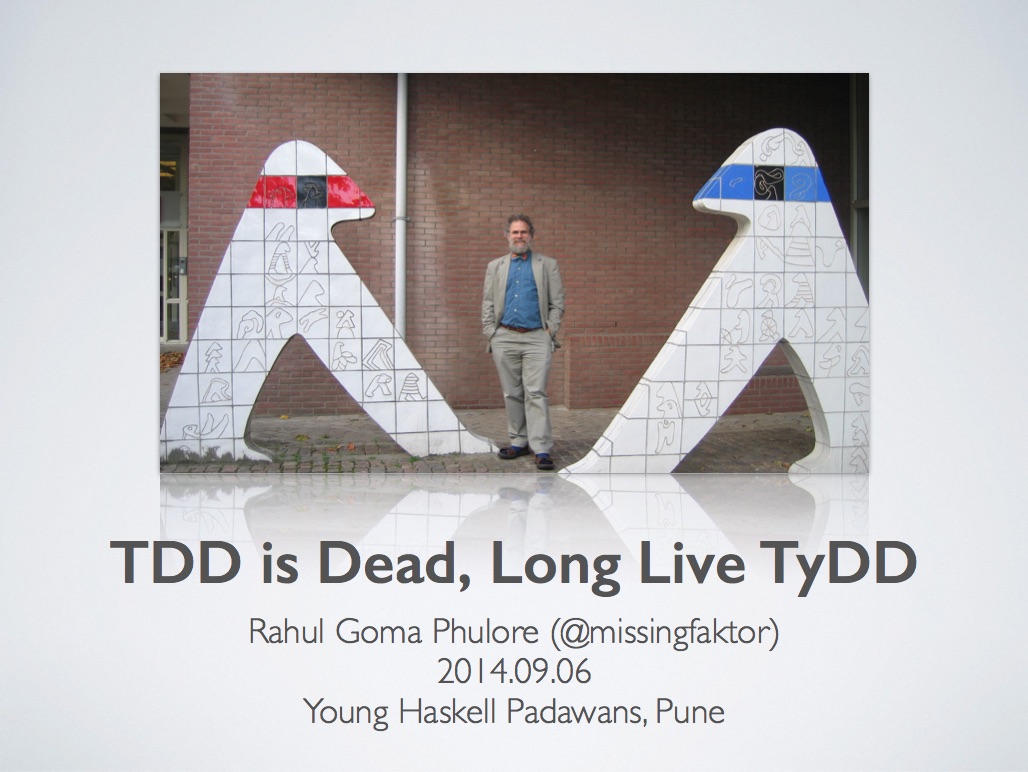 TDD is Dead, Long Live TyDD
Rahul Goma Phulore (@missingfaktor)
2014.09.06
Young Haskell Padawans, Pune